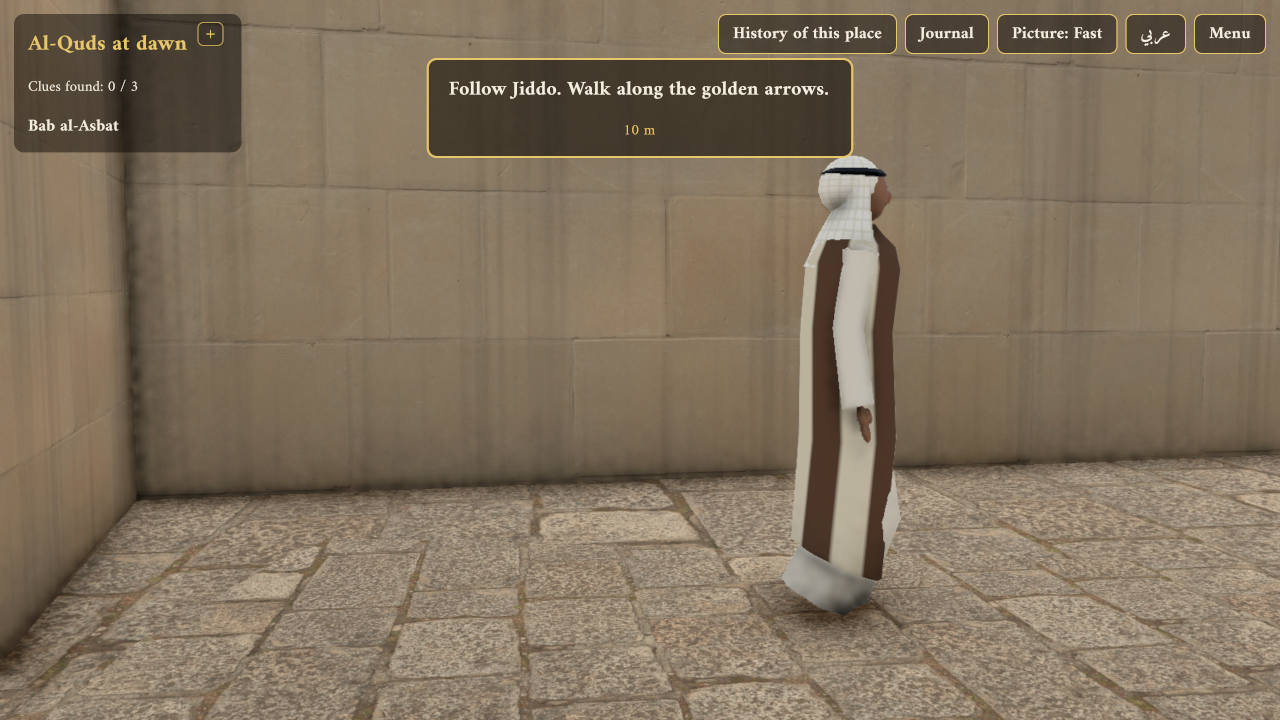 Al-Quds at dawn
+
Clues found: 0 / 3
Bab al-Asbat
History of this place
Journal
Picture: Fast
عربي
Menu
Follow Jiddo. Walk along the golden arrows.
10 m